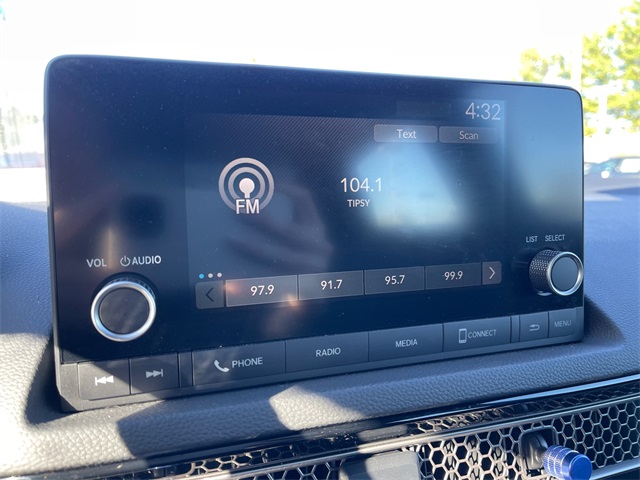 4:32
Text Scan
104.1
FM TIPSY
LIST SELECT
VOL AUDIO
97.9 91.7 95.7 99.9
PHONE RADIO MEDIA CONNECT MENU